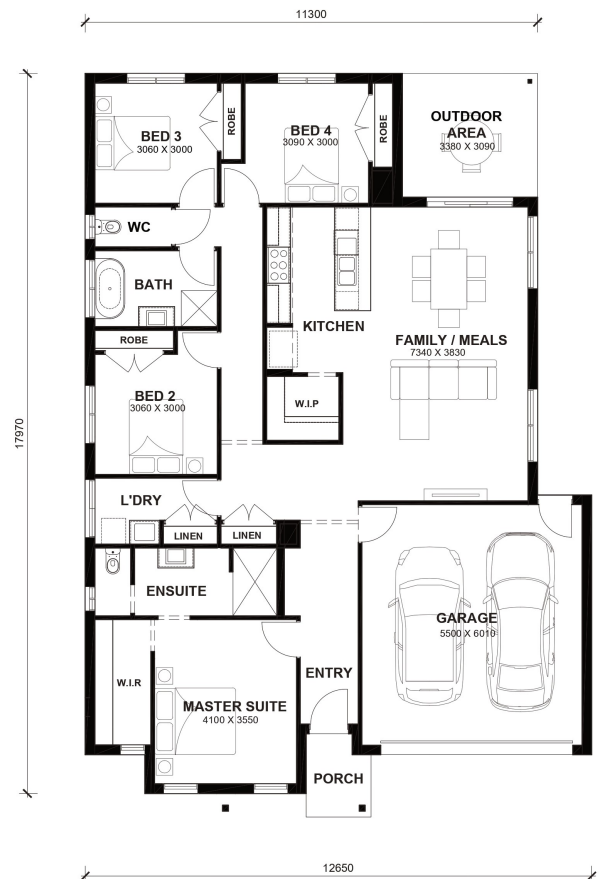 11300
BED 3
3060 X 3000
ROBE
BED 4
3090 X 3000
ROBE
OUTDOOR
AREA
3380 X 3090
WC
BATH
KITCHEN
FAMILY / MEALS
7340 X 3830
ROBE
BED 2
3060 X 3000
W.I.P
17970
L'DRY
LINEN
LINEN
ENSUITE
GARAGE
5500 X 6010
W.I.R
ENTRY
MASTER SUITE
4100 X 3550
PORCH
12650